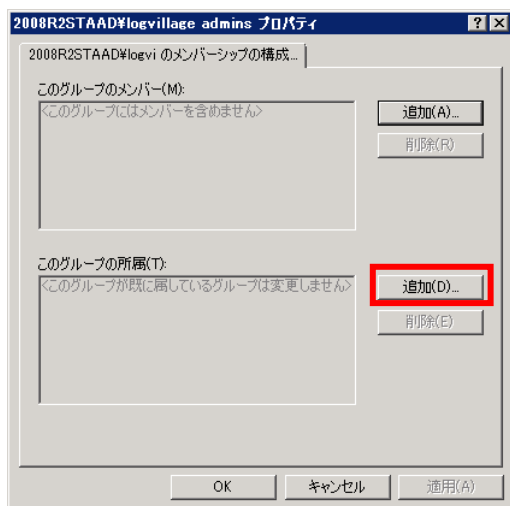 2008R2STAAD¥logvillage admins プロパティ
2008R2STAAD¥logvi のメンバーシップの構成...
このグループのメンバー(M):
<このグループにはメンバーを含めません>
追加(A)...
削除(R)
このグループの所属(T):
<このグループが既に属しているグループは変更しません>
追加(D)...
削除(E)
OK
キャンセル
適用(A)